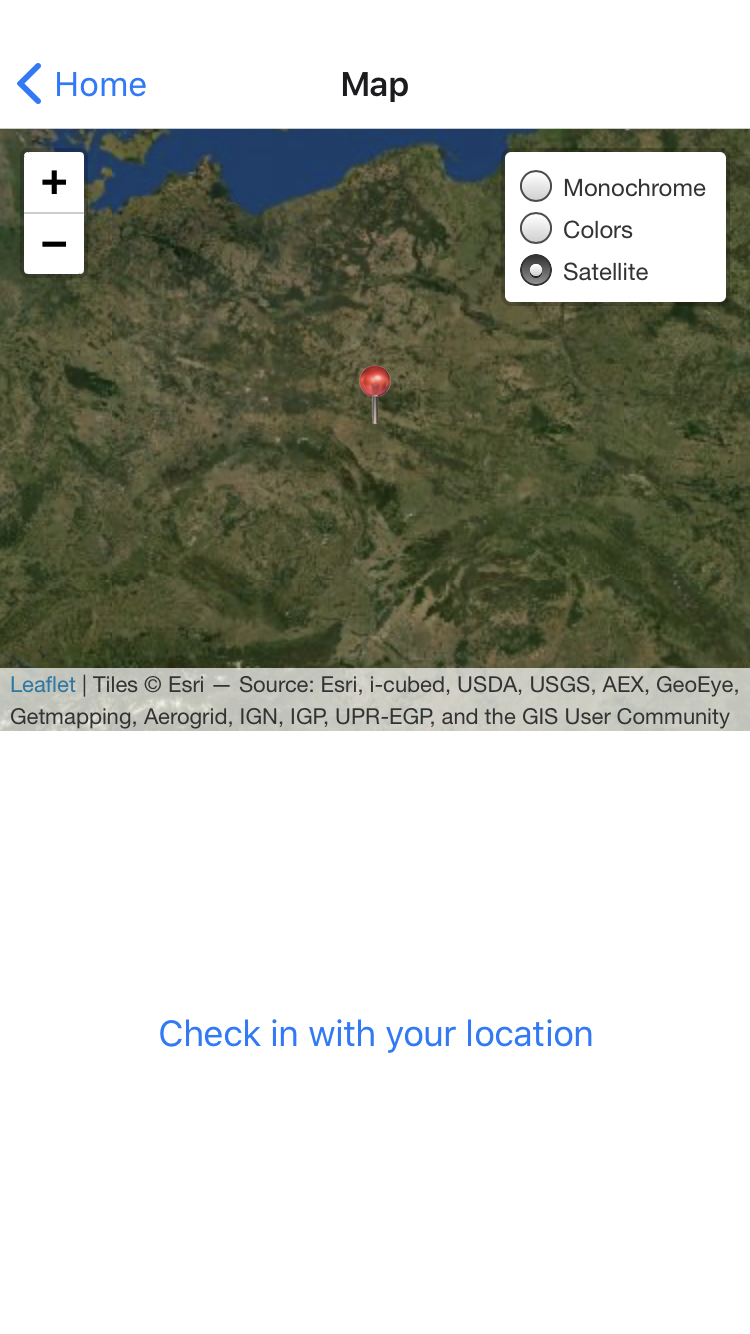 Home
Map
+
−
Monochrome
Colors
Satellite
Leaflet | Tiles © Esri — Source: Esri, i-cubed, USDA, USGS, AEX, GeoEye,
Getmapping, Aerogrid, IGN, IGP, UPR-EGP, and the GIS User Community
Check in with your location